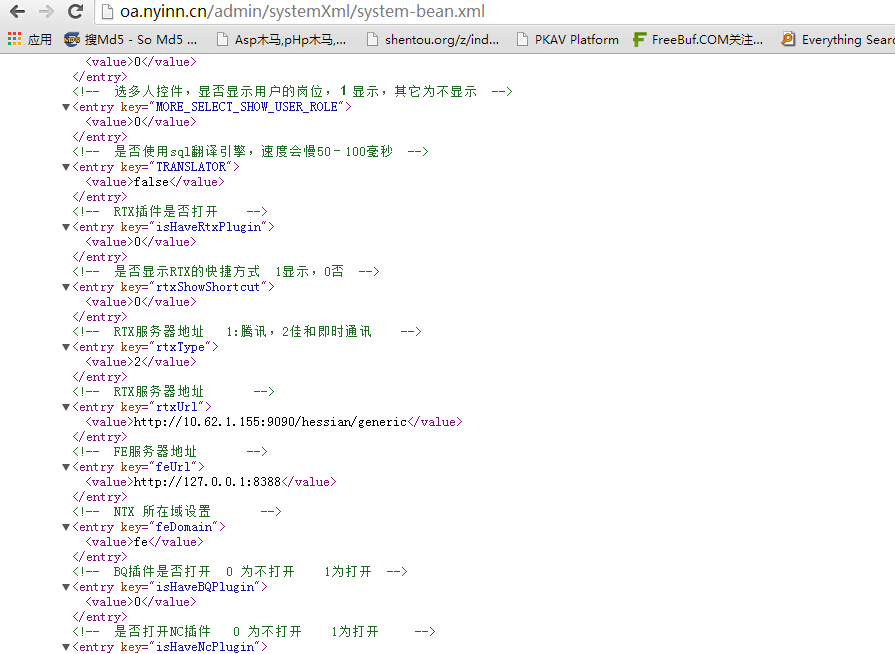 oa.nyinn.cn/admin/systemXml/system-bean.xml
应用 搜Md5 - So Md5 ... Asp木马,pHp木马,... shentou.org/z/ind... PKAV Platform FreeBuf.COM关注... Everything Searc
<value>0</value>
</entry>
<!-- 选多人控件，显否显示用户的岗位，1 显示，其它为不显示 -->
▼<entry key="MORE_SELECT_SHOW_USER_ROLE">
<value>0</value>
</entry>
<!-- 是否使用sql翻译引擎，速度会慢50－100毫秒 -->
▼<entry key="TRANSLATOR">
<value>false</value>
</entry>
<!-- RTX插件是否打开 -->
▼<entry key="isHaveRtxPlugin">
<value>0</value>
</entry>
<!-- 是否显示RTX的快捷方式 1显示，0否 -->
▼<entry key="rtxShowShortcut">
<value>0</value>
</entry>
<!-- RTX服务器地址 1:腾讯，2佳和即时通讯 -->
▼<entry key="rtxType">
<value>2</value>
</entry>
<!-- RTX服务器地址 -->
▼<entry key="rtxUrl">
<value>http://10.62.1.155:9090/hessian/generic</value>
</entry>
<!-- FE服务器地址 -->
▼<entry key="feUrl">
<value>http://127.0.0.1:8388</value>
</entry>
<!-- NTX 所在域设置 -->
▼<entry key="feDomain">
<value>fe</value>
</entry>
<!-- BQ插件是否打开 0 为不打开 1为打开 -->
▼<entry key="isHaveBQPlugin">
<value>0</value>
</entry>
<!-- 是否打开NC插件 0 为不打开 1为打开 -->
▼<entry key="isHaveNcPlugin">